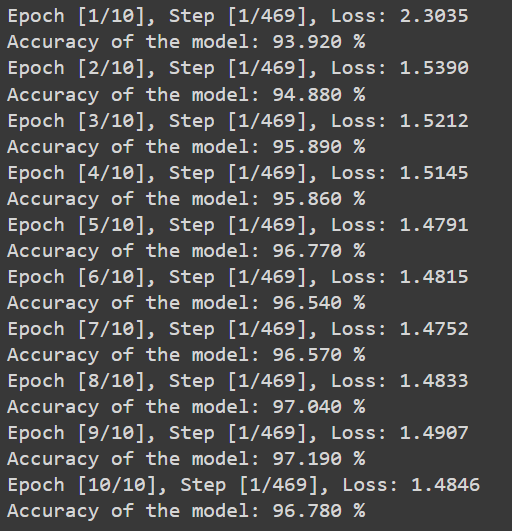 Epoch [1/10], Step [1/469], Loss: 2.3035
Accuracy of the model: 93.920 %
Epoch [2/10], Step [1/469], Loss: 1.5390
Accuracy of the model: 94.880 %
Epoch [3/10], Step [1/469], Loss: 1.5212
Accuracy of the model: 95.890 %
Epoch [4/10], Step [1/469], Loss: 1.5145
Accuracy of the model: 95.860 %
Epoch [5/10], Step [1/469], Loss: 1.4791
Accuracy of the model: 96.770 %
Epoch [6/10], Step [1/469], Loss: 1.4815
Accuracy of the model: 96.540 %
Epoch [7/10], Step [1/469], Loss: 1.4752
Accuracy of the model: 96.570 %
Epoch [8/10], Step [1/469], Loss: 1.4833
Accuracy of the model: 97.040 %
Epoch [9/10], Step [1/469], Loss: 1.4907
Accuracy of the model: 97.190 %
Epoch [10/10], Step [1/469], Loss: 1.4846
Accuracy of the model: 96.780 %